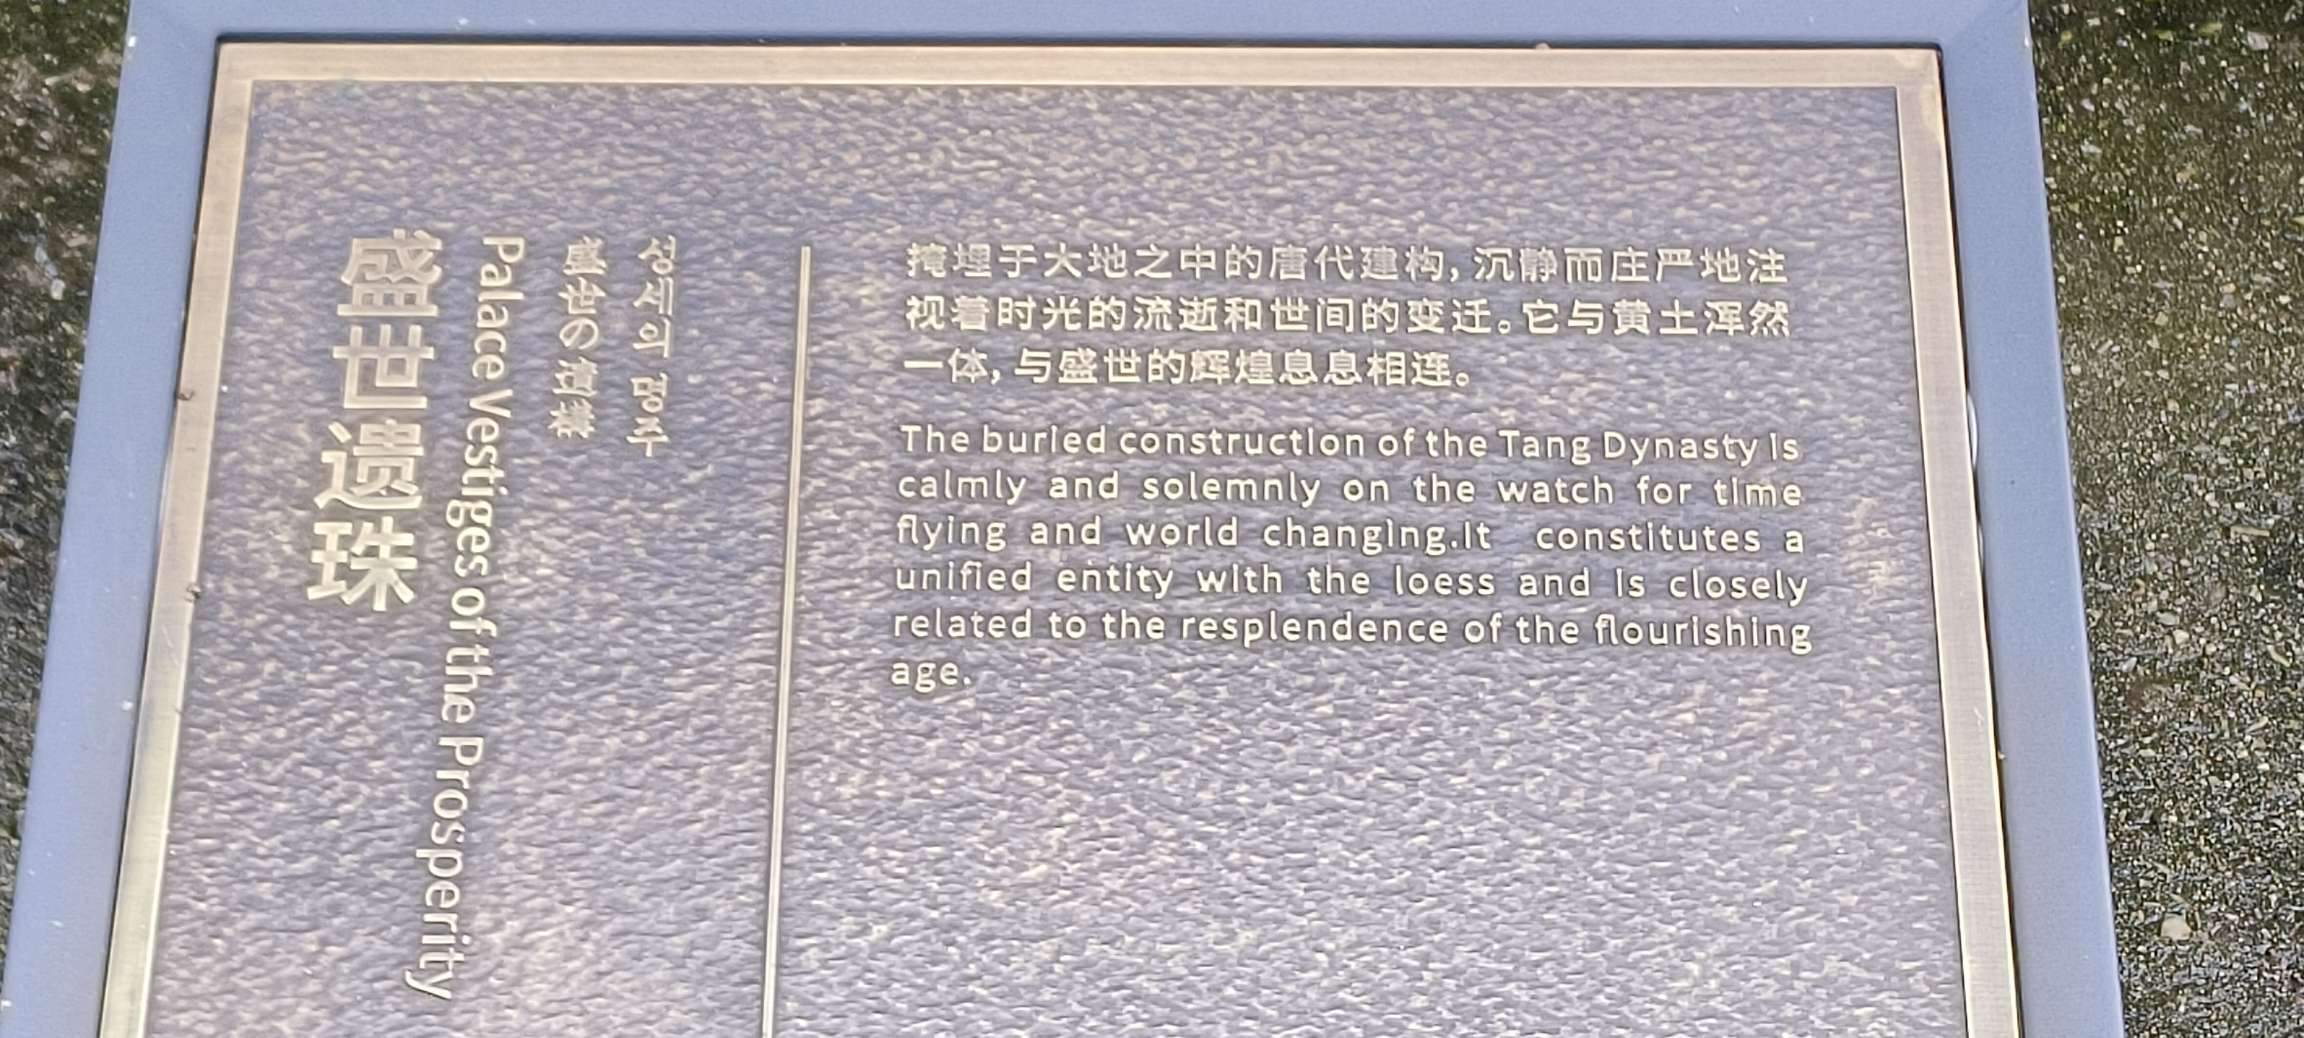 盛世遗珠
Palace Vestiges of the Prosperity
盛世の遺構
성세의 명주
掩埋于大地之中的唐代建构，沉静而庄严地注
视着时光的流逝和世间的变迁。它与黄土浑然
一体，与盛世的辉煌息息相连。
The buried construction of the Tang Dynasty is
calmly and solemnly on the watch for time
flying and world changing.It constitutes a
unified entity with the loess and is closely
related to the resplendence of the flourishing
age.